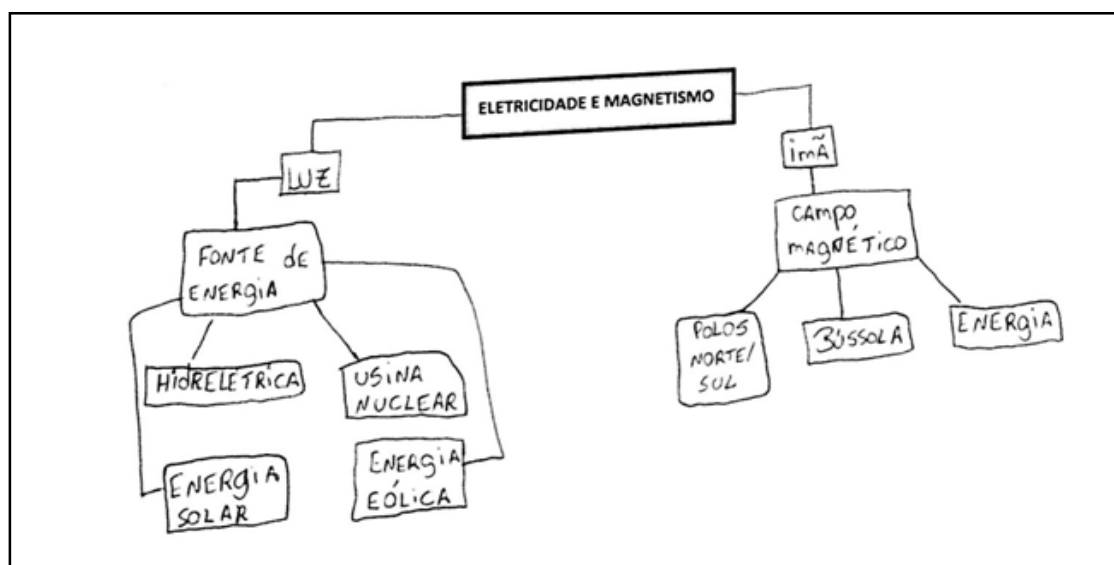 ELETRICIDADE E MAGNETISMO
LUZ
imÃ
FONTE dE
ENERgiA
CAmpO
mAgNÉTICO
HidRELÉTRICA
USiNA
NUCLEAR
ENERgiA
SOLAR
ENERgiA
EÓLiCA
POLOS
NORTE/
SUL
BÚSSOLA
ENERgiA